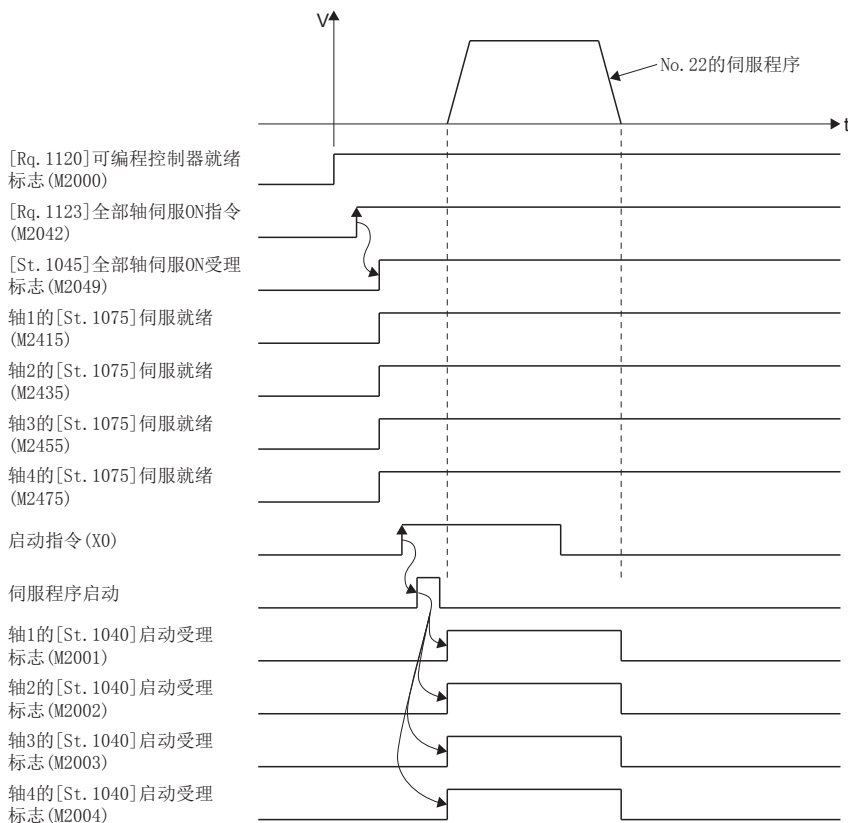 V
No.22的伺服程序
t
[Rq.1120]可编程控制器就绪
标志(M2000)
[Rq.1123]全部轴伺服ON指令
(M2042)
[St.1045]全部轴伺服ON受理
标志(M2049)
轴1的[St.1075]伺服就绪
(M2415)
轴2的[St.1075]伺服就绪
(M2435)
轴3的[St.1075]伺服就绪
(M2455)
轴4的[St.1075]伺服就绪
(M2475)
启动指令(X0)
伺服程序启动
轴1的[St.1040]启动受理
标志(M2001)
轴2的[St.1040]启动受理
标志(M2002)
轴3的[St.1040]启动受理
标志(M2003)
轴4的[St.1040]启动受理
标志(M2004)